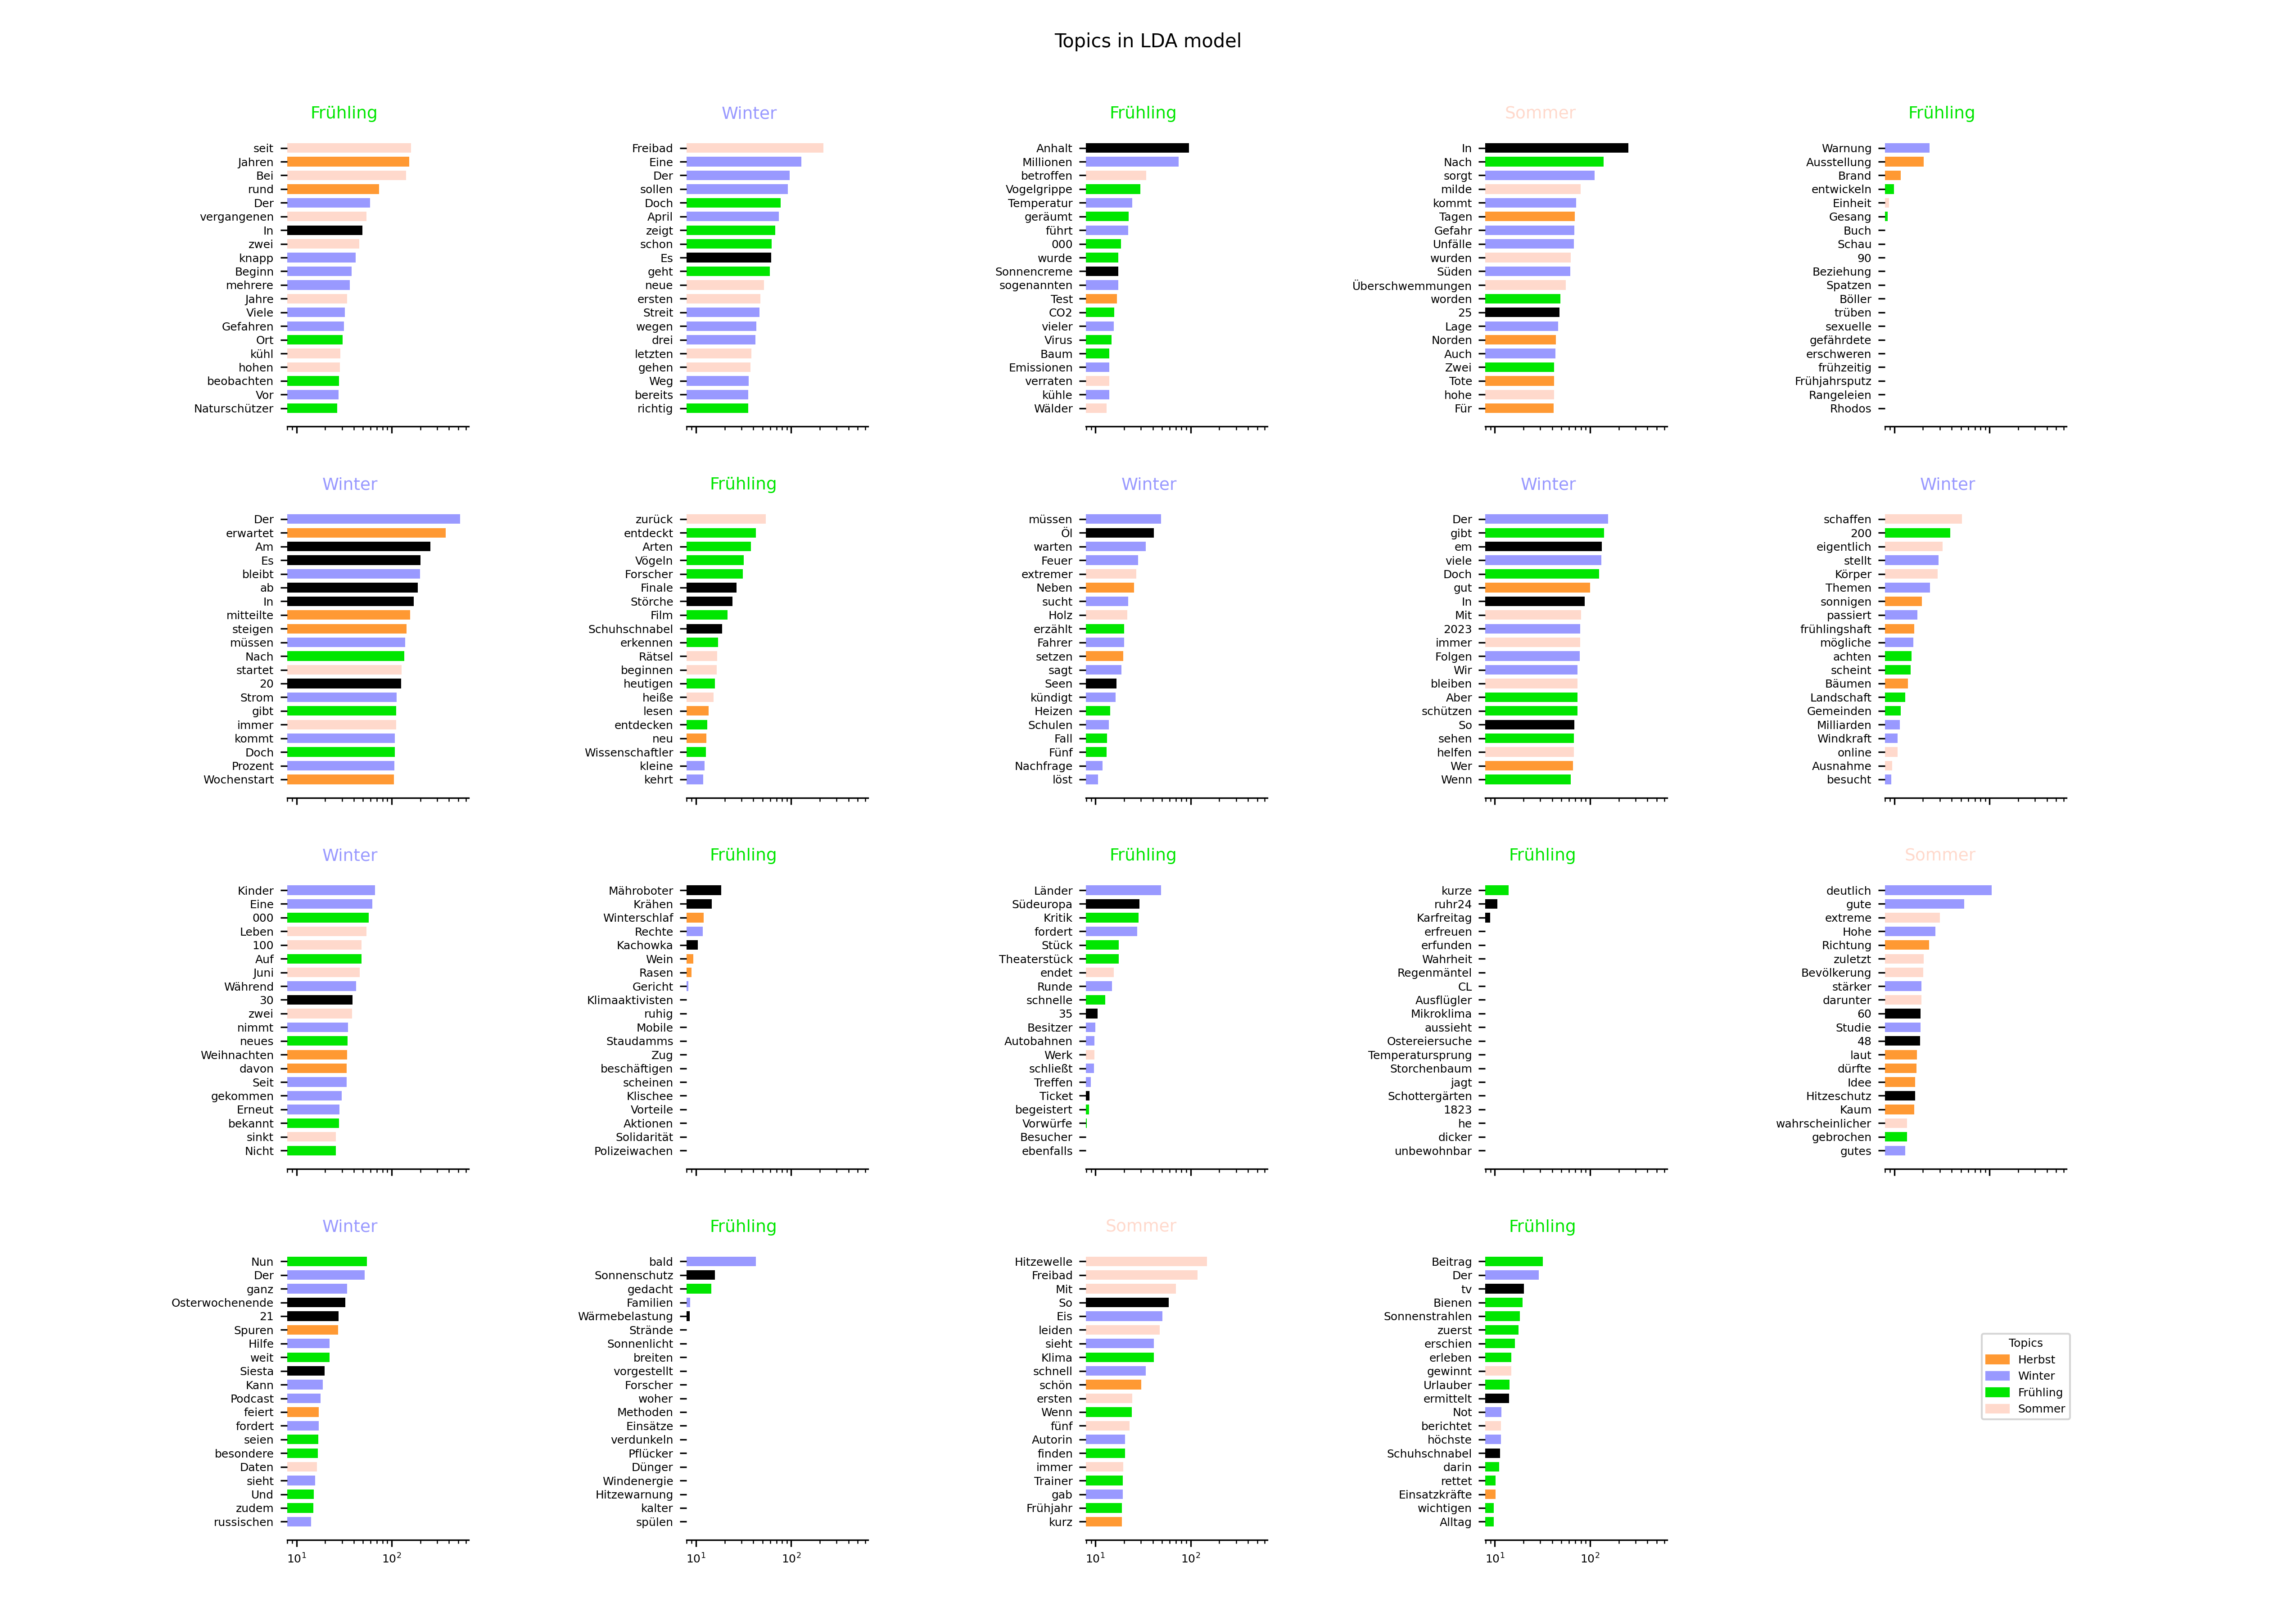 Topics in LDA model
Frühling
seit
Jahren
Bei
rund
Der
vergangenen
In
zwei
knapp
Beginn
mehrere
Jahre
Viele
Gefahren
Ort
kühl
hohen
beobachten
Vor
Naturschützer
Winter
Freibad
Eine
Der
sollen
Doch
April
zeigt
schon
Es
geht
neue
ersten
Streit
wegen
drei
letzten
gehen
Weg
bereits
richtig
Frühling
Anhalt
Millionen
betroffen
Vogelgrippe
Temperatur
geräumt
führt
000
wurde
Sonnencreme
sogenannten
Test
CO2
vieler
Virus
Baum
Emissionen
verraten
kühle
Wälder
Sommer
In
Nach
sorgt
milde
kommt
Tagen
Gefahr
Unfälle
wurden
Süden
Überschwemmungen
worden
25
Lage
Norden
Auch
Zwei
Tote
hohe
Für
Frühling
Warnung
Ausstellung
Brand
entwickeln
Einheit
Gesang
Buch
Schau
90
Beziehung
Spatzen
Böller
trüben
sexuelle
gefährdete
erschweren
frühzeitig
Frühjahrsputz
Rangeleien
Rhodos
Winter
Der
erwartet
Am
Es
bleibt
ab
In
mitteilte
steigen
müssen
Nach
startet
20
Strom
gibt
immer
kommt
Doch
Prozent
Wochenstart
Frühling
zurück
entdeckt
Arten
Vögeln
Forscher
Finale
Störche
Film
Schuhschnabel
erkennen
Rätsel
beginnen
heutigen
heiße
lesen
entdecken
neu
Wissenschaftler
kleine
kehrt
Winter
müssen
Öl
warten
Feuer
extremer
Neben
sucht
Holz
erzählt
Fahrer
setzen
sagt
Seen
kündigt
Heizen
Schulen
Fall
Fünf
Nachfrage
löst
Winter
Der
gibt
em
viele
Doch
gut
In
Mit
2023
immer
Folgen
Wir
bleiben
Aber
schützen
So
sehen
helfen
Wer
Wenn
Winter
schaffen
200
eigentlich
stellt
Körper
Themen
sonnigen
passiert
frühlingshaft
mögliche
achten
scheint
Bäumen
Landschaft
Gemeinden
Milliarden
Windkraft
online
Ausnahme
besucht
Winter
Kinder
Eine
000
Leben
100
Auf
Juni
Während
30
zwei
nimmt
neues
Weihnachten
davon
Seit
gekommen
Erneut
bekannt
sinkt
Nicht
Frühling
Mähroboter
Krähen
Winterschlaf
Rechte
Kachowka
Wein
Rasen
Gericht
Klimaaktivisten
ruhig
Mobile
Staudamms
Zug
beschäftigen
scheinen
Klischee
Vorteile
Aktionen
Solidarität
Polizeiwachen
Frühling
Länder
Südeuropa
Kritik
fordert
Stück
Theaterstück
endet
Runde
schnelle
35
Besitzer
Autobahnen
Werk
schließt
Treffen
Ticket
begeistert
Vorwürfe
Besucher
ebenfalls
Frühling
kurze
ruhr24
Karfreitag
erfreuen
erfunden
Wahrheit
Regenmäntel
CL
Ausflügler
Mikroklima
aussieht
Ostereiersuche
Temperatursprung
Storchenbaum
jagt
Schottergärten
1823
he
dicker
unbewohnbar
Sommer
deutlich
gute
extreme
Hohe
Richtung
zuletzt
Bevölkerung
stärker
darunter
60
Studie
48
laut
dürfte
Idee
Hitzeschutz
Kaum
wahrscheinlicher
gebrochen
gutes
Winter
Nun
Der
ganz
Osterwochenende
21
Spuren
Hilfe
weit
Siesta
Kann
Podcast
feiert
fordert
seien
besondere
Daten
sieht
Und
zudem
russischen
10¹ 10²
Frühling
bald
Sonnenschutz
gedacht
Familien
Wärmebelastung
Strände
Sonnenlicht
breiten
vorgestellt
Forscher
woher
Methoden
Einsätze
verdunkeln
Pflücker
Dünger
Windenergie
Hitzewarnung
kalter
spülen
10¹ 10²
Sommer
Hitzewelle
Freibad
Mit
So
Eis
leiden
sieht
Klima
schnell
schön
ersten
Wenn
fünf
Autorin
finden
immer
Trainer
gab
Frühjahr
kurz
10¹ 10²
Frühling
Beitrag
Der
tv
Bienen
Sonnenstrahlen
zuerst
erschien
erleben
gewinnt
Urlauber
ermittelt
Not
berichtet
höchste
Schuhschnabel
darin
rettet
Einsatzkräfte
wichtigen
Alltag
10¹ 10²
Topics
Herbst
Winter
Frühling
Sommer